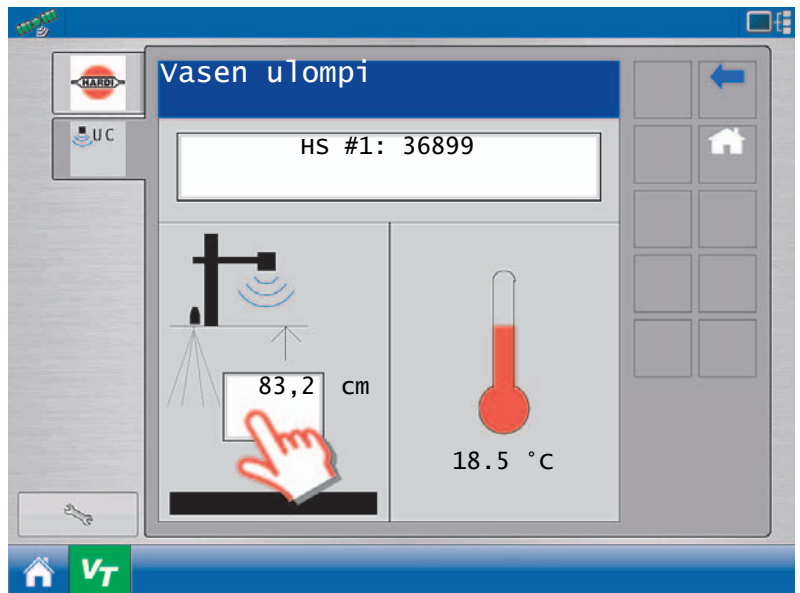 HARDI
Vasen ulompi
UC
HS #1: 36899
83,2 cm
18.5 °C
VT